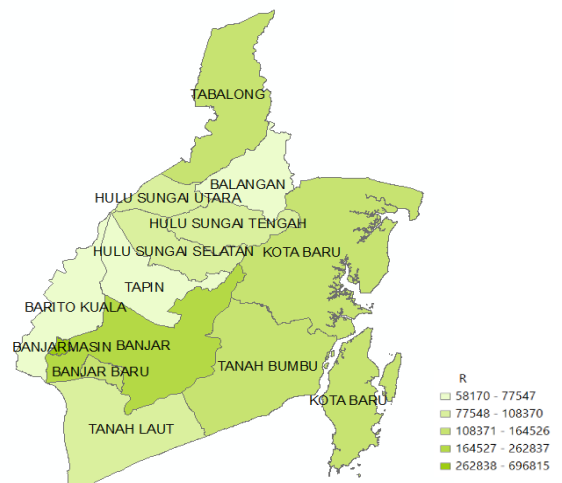 TABALONG
BALANGAN
HULU SUNGAI UTARA
HULU SUNGAI TENGAH
HULU SUNGAI SELATAN
KOTA BARU
TAPIN
BARITO KUALA
BANJARMASIN
BANJAR
BANJAR BARU
TANAH BUMBU
KOTA BARU
TANAH LAUT
R
58170 - 77547
77548 - 108370
108371 - 164526
164527 - 262837
262838 - 696815